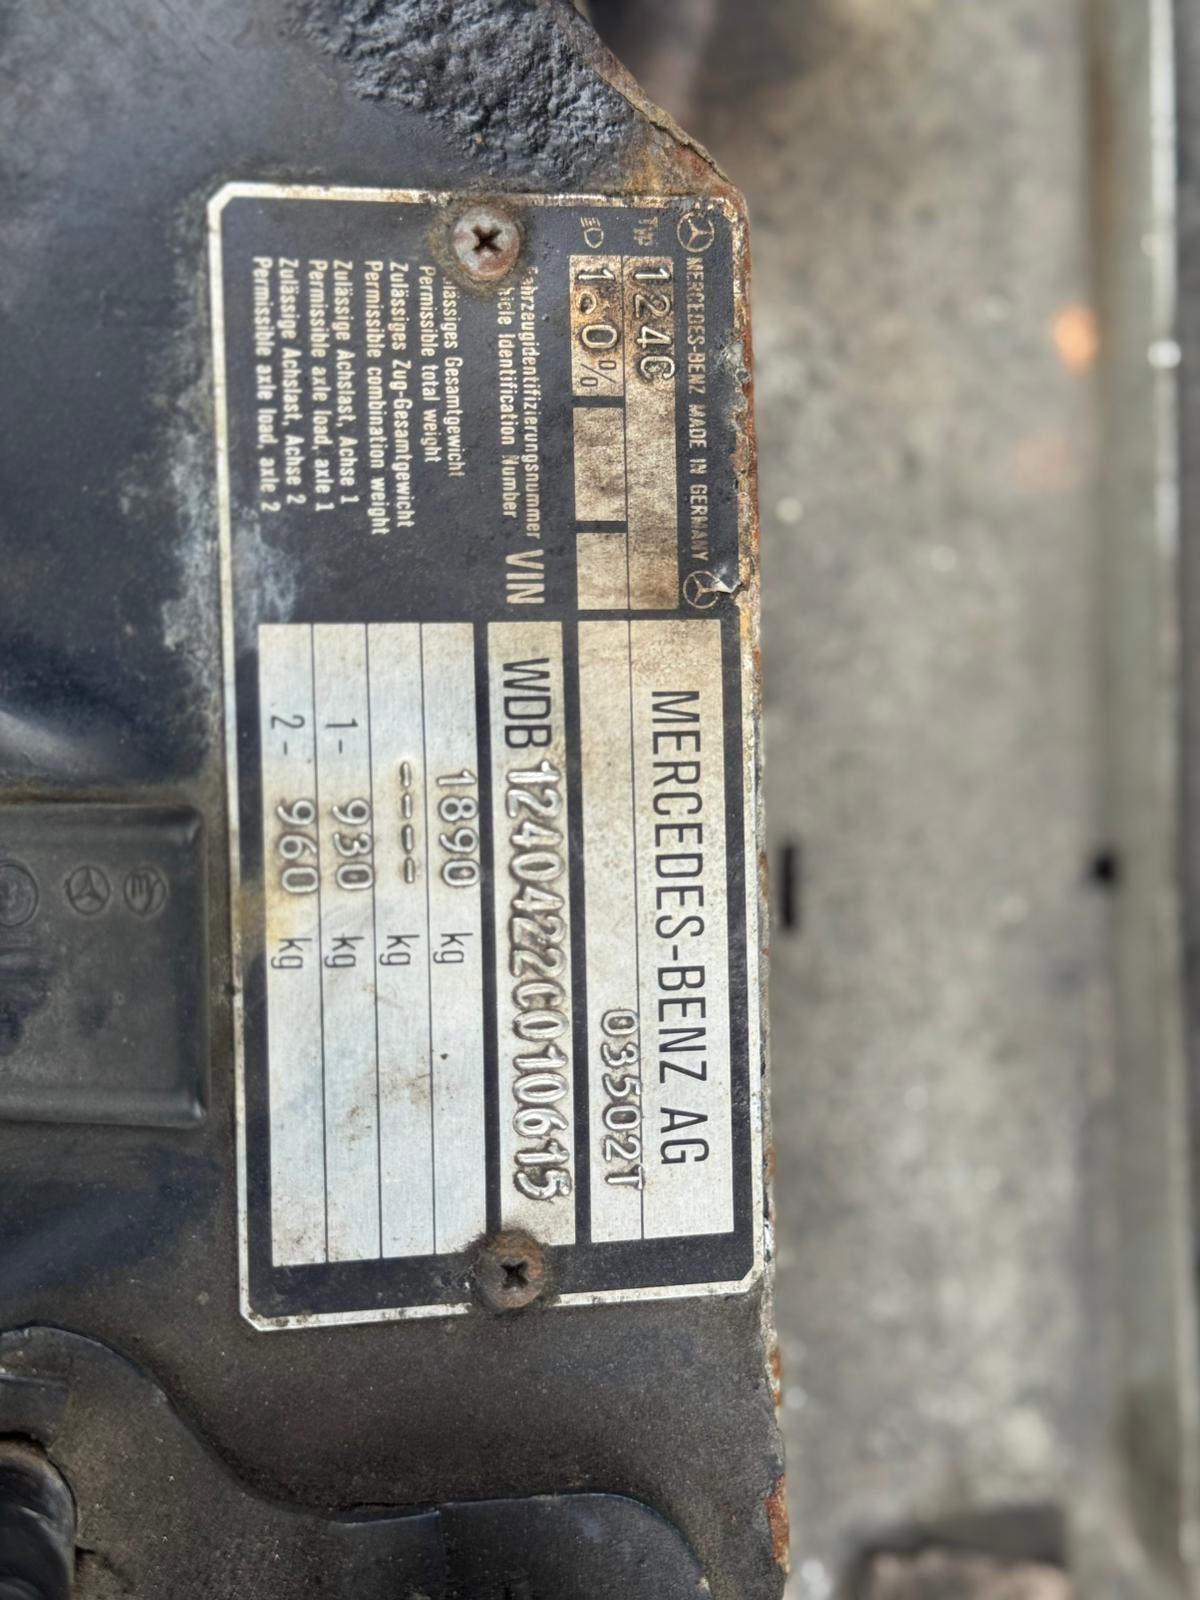 MERCEDES-BENZ MADE IN GERMANY
MERCEDES-BENZ AG
Typ 124C
03502T
1.0%
Fahrzeugidentifizierungsnummer
Vehicle Identification Number
VIN
WDB 1240422C010615
Zulässiges Gesamtgewicht
Permissible total weight
1890 kg
Zulässiges Zug-Gesamtgewicht
Permissible combination weight
---- kg
Zulässige Achslast, Achse 1
Permissible axle load, axle 1
1- 930 kg
Zulässige Achslast, Achse 2
Permissible axle load, axle 2
2- 960 kg